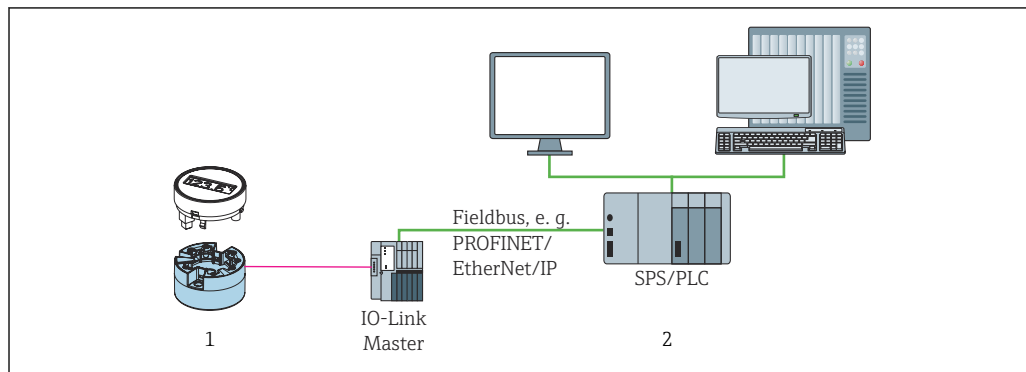 Fieldbus, e. g.
PROFINET/
EtherNet/IP
SPS/PLC
IO-Link
Master
1
2